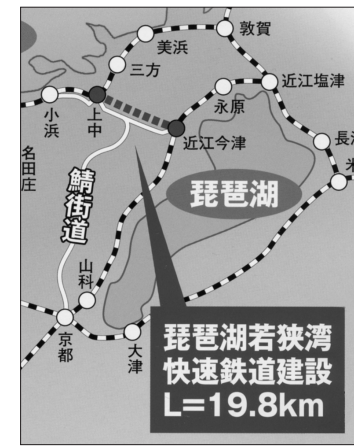 敦賀
美浜
三方
近江塩津
永原
小浜
上中
近江今津
名田庄
鯖街道
琵琶湖
山科
京都
大津
琵琶湖若狭湾
快速鉄道建設
L=19.8km